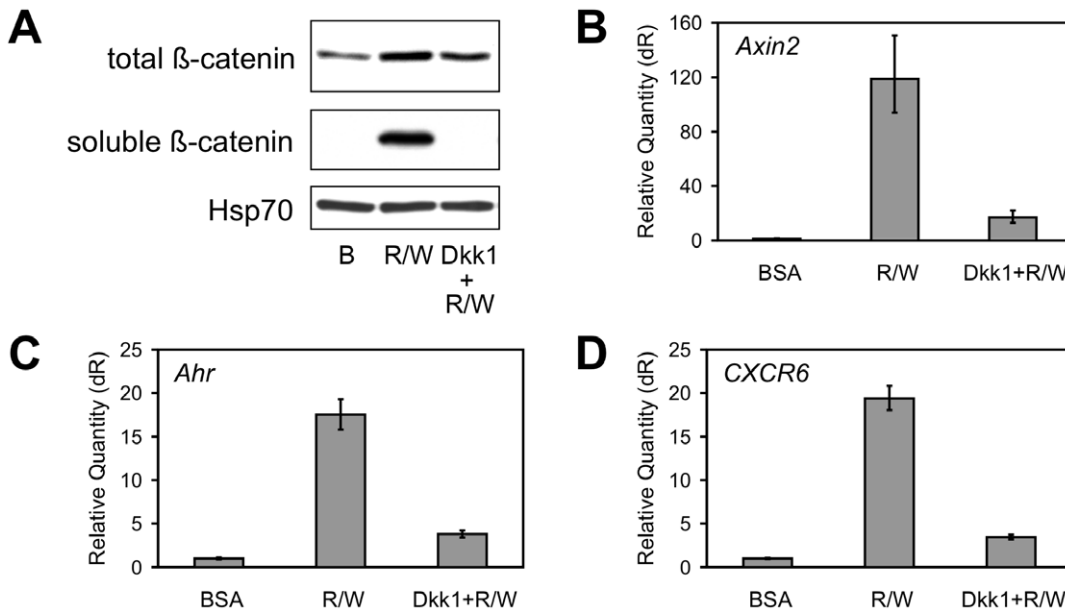 A
total ß-catenin
soluble ß-catenin
Hsp70
B R/W Dkk1
+
R/W
B
Axin2
Relative Quantity (dR)
160
120
80
40
0
BSA R/W Dkk1+R/W
C
Ahr
Relative Quantity (dR)
25
20
15
10
5
0
BSA R/W Dkk1+R/W
D
CXCR6
Relative Quantity (dR)
25
20
15
10
5
0
BSA R/W Dkk1+R/W